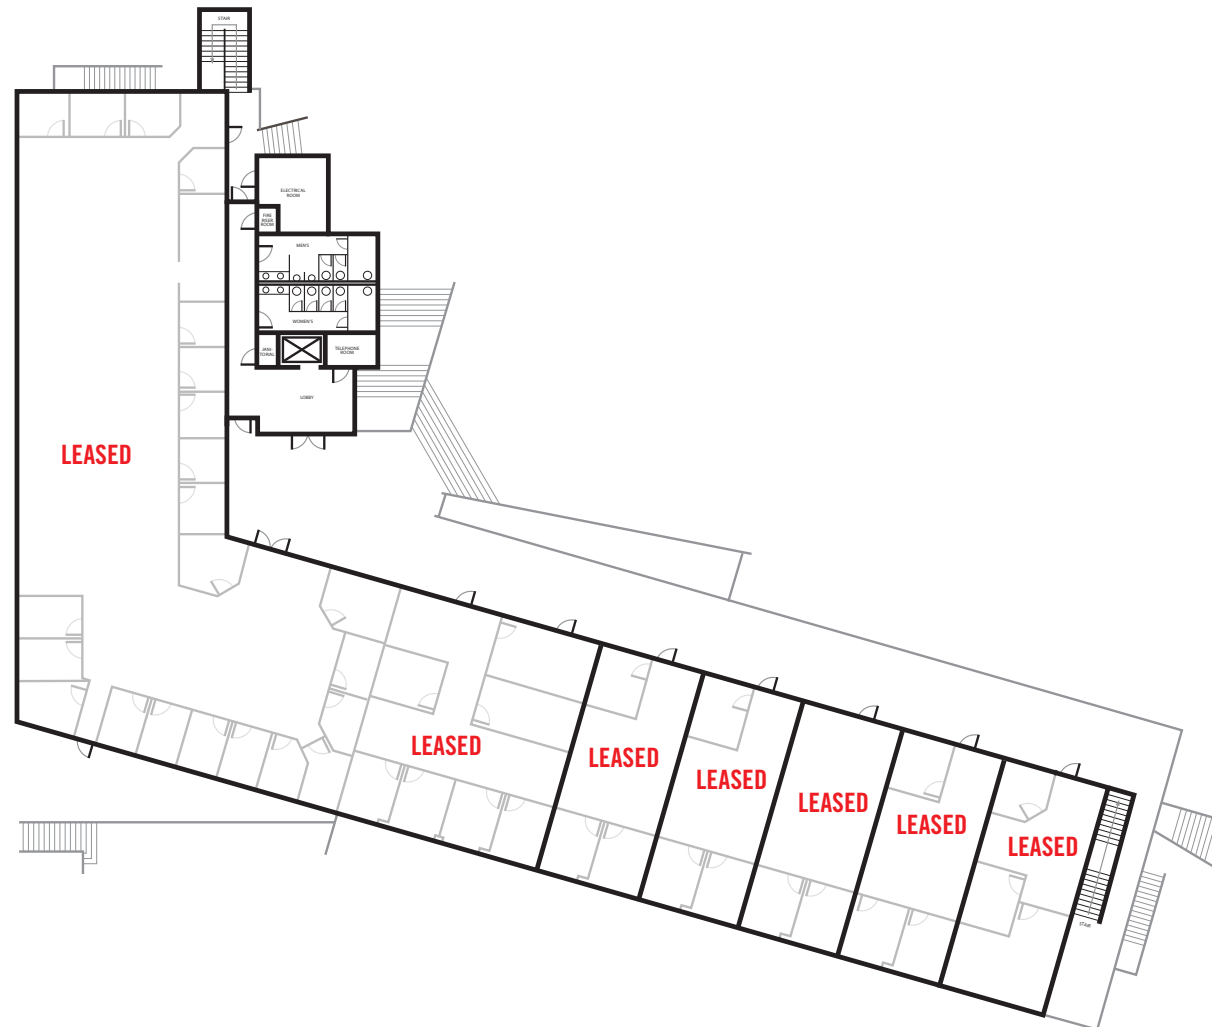 STAIR
ELECTRICAL
ROOM
FIRE
RISER
ROOM
MEN'S
WOMEN'S
JANI-
TORIAL
TELEPHONE
ROOM
LOBBY
LEASED
LEASED
LEASED
LEASED
LEASED
LEASED
LEASED
STAIR